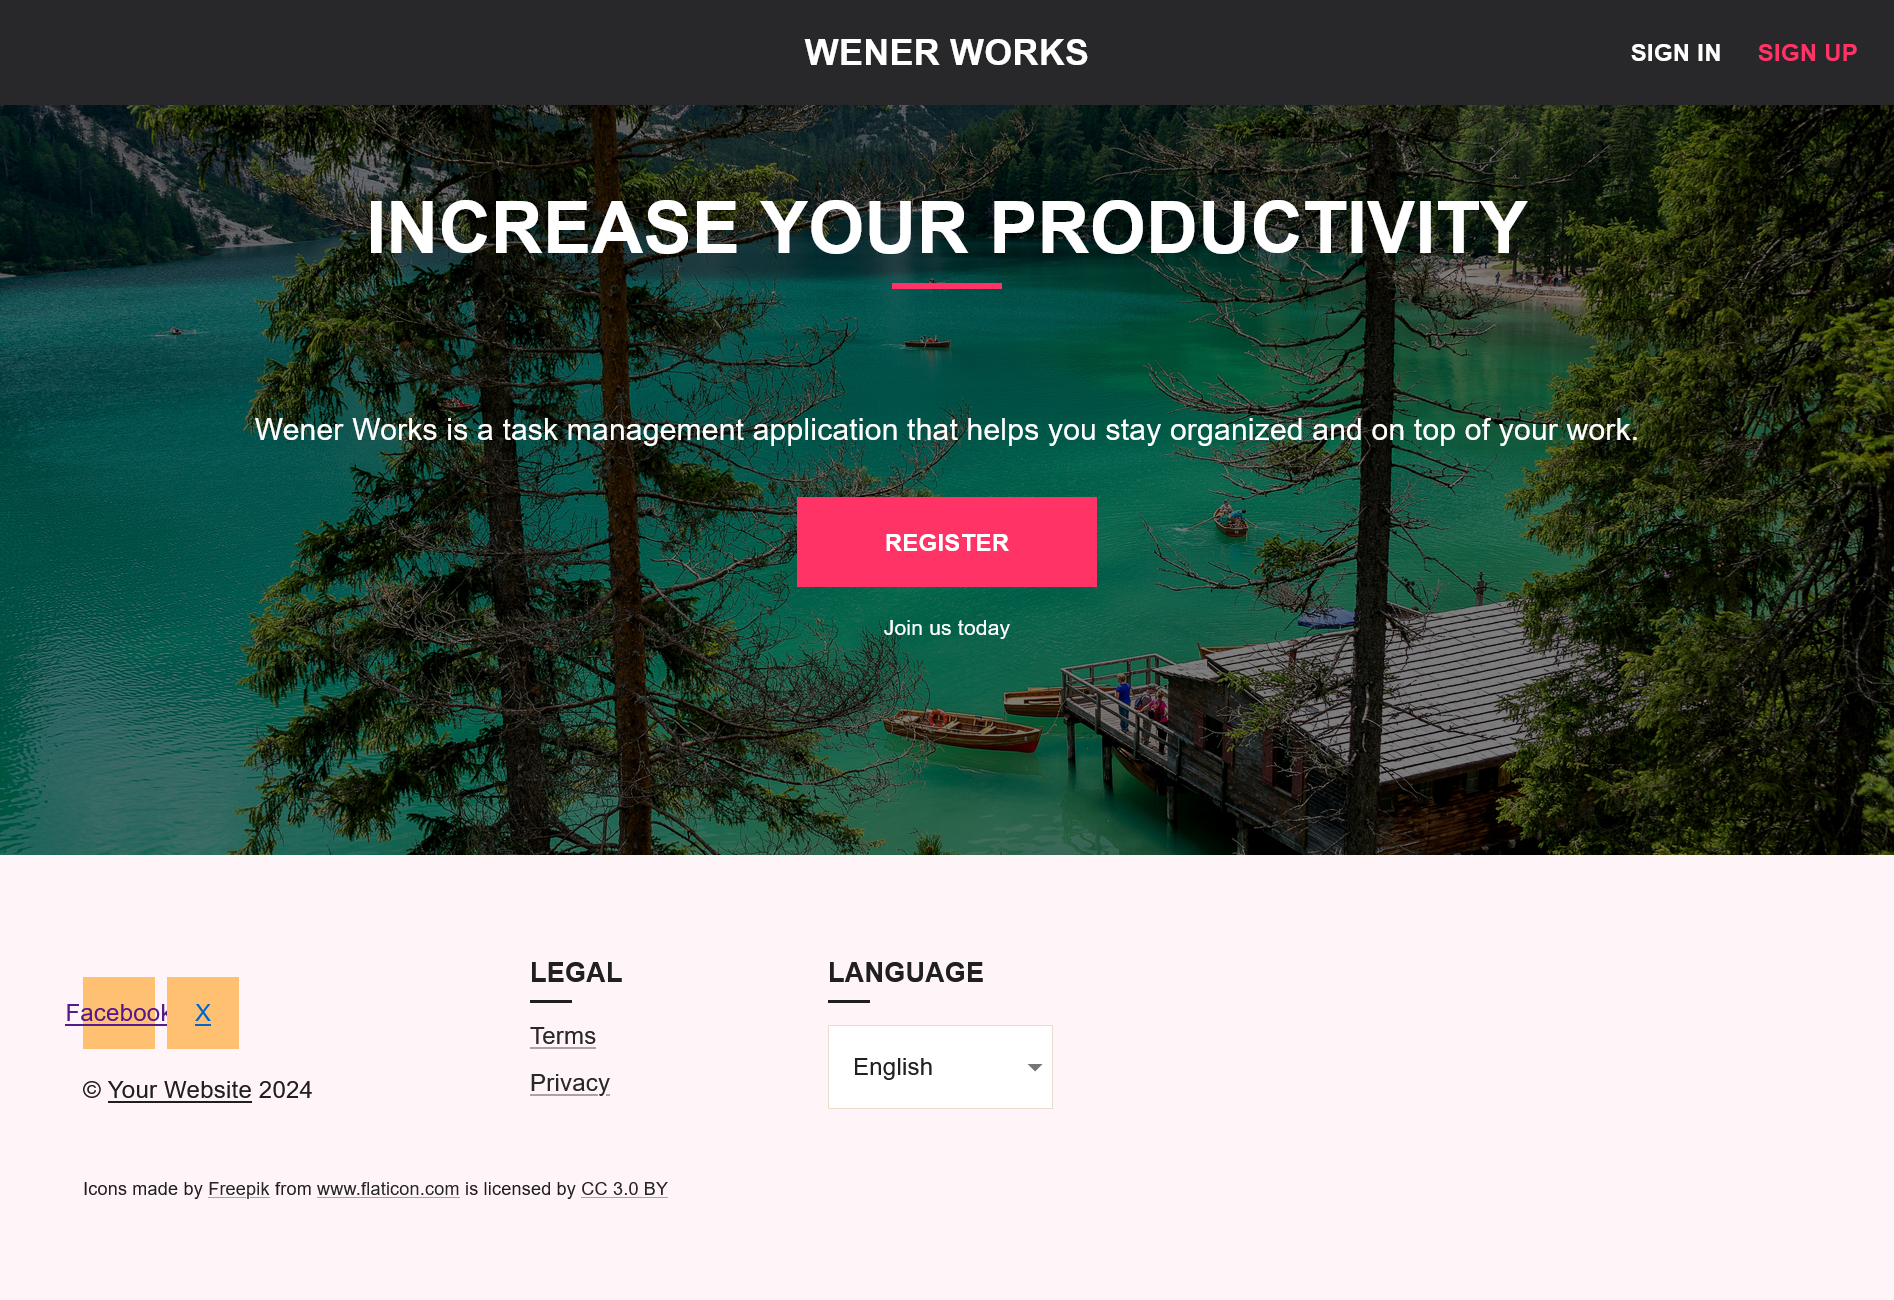 WENER WORKS
SIGN IN
SIGN UP
INCREASE YOUR PRODUCTIVITY
Wener Works is a task management application that helps you stay organized and on top of your work.
REGISTER
Join us today
Facebook
X
© Your Website 2024
LEGAL
Terms
Privacy
LANGUAGE
English
Icons made by Freepik from www.flaticon.com is licensed by CC 3.0 BY